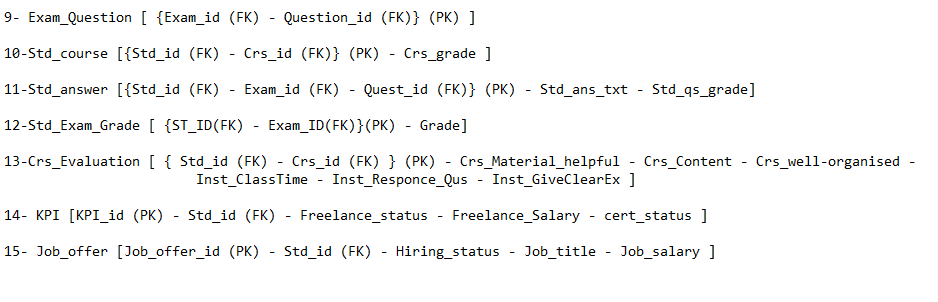 9- Exam_Question [ {Exam_id (FK) - Question_id (FK)} (PK) ]
10-Std_course [{Std_id (FK) - Crs_id (FK)} (PK) - Crs_grade ]
11-Std_answer [{Std_id (FK) - Exam_id (FK) - Quest_id (FK)} (PK) - Std_ans_txt - Std_qs_grade]
12-Std_Exam_Grade [ {ST_ID(FK) - Exam_ID(FK)}(PK) - Grade]
13-Crs_Evaluation [ { Std_id (FK) - Crs_id (FK) } (PK) - Crs_Material_helpful - Crs_Content - Crs_well-organised -
Inst_ClassTime - Inst_Responce_Qus - Inst_GiveClearEx ]
14- KPI [KPI_id (PK) - Std_id (FK) - Freelance_status - Freelance_Salary - cert_status ]
15- Job_offer [Job_offer_id (PK) - Std_id (FK) - Hiring_status - Job_title - Job_salary ]